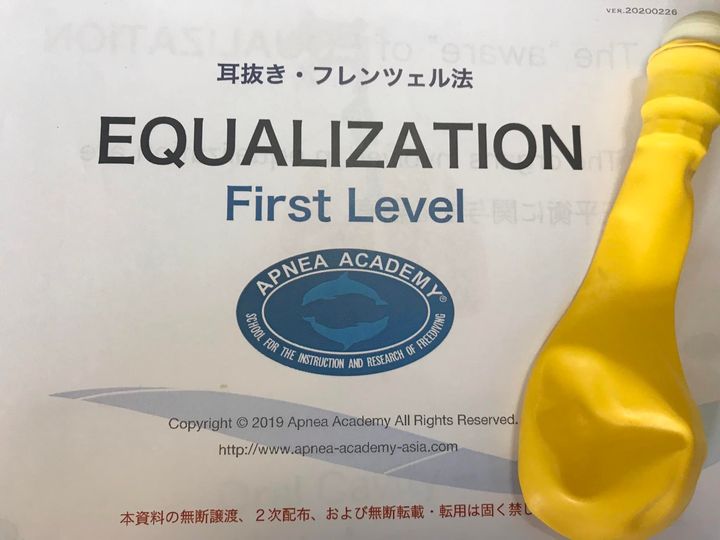 VER.20200226
耳抜き・フレンツェル法
EQUALIZATION
First Level
APNEA ACADEMY®
SCHOOL FOR THE INSTRUCTION AND RESEARCH OF FREEDIVING
Copyright © 2019 Apnea Academy All Rights Reserved.
http://www.apnea-academy-asia.com
本資料の無断譲渡、２次配布、および無断転載・転用は固く禁じ